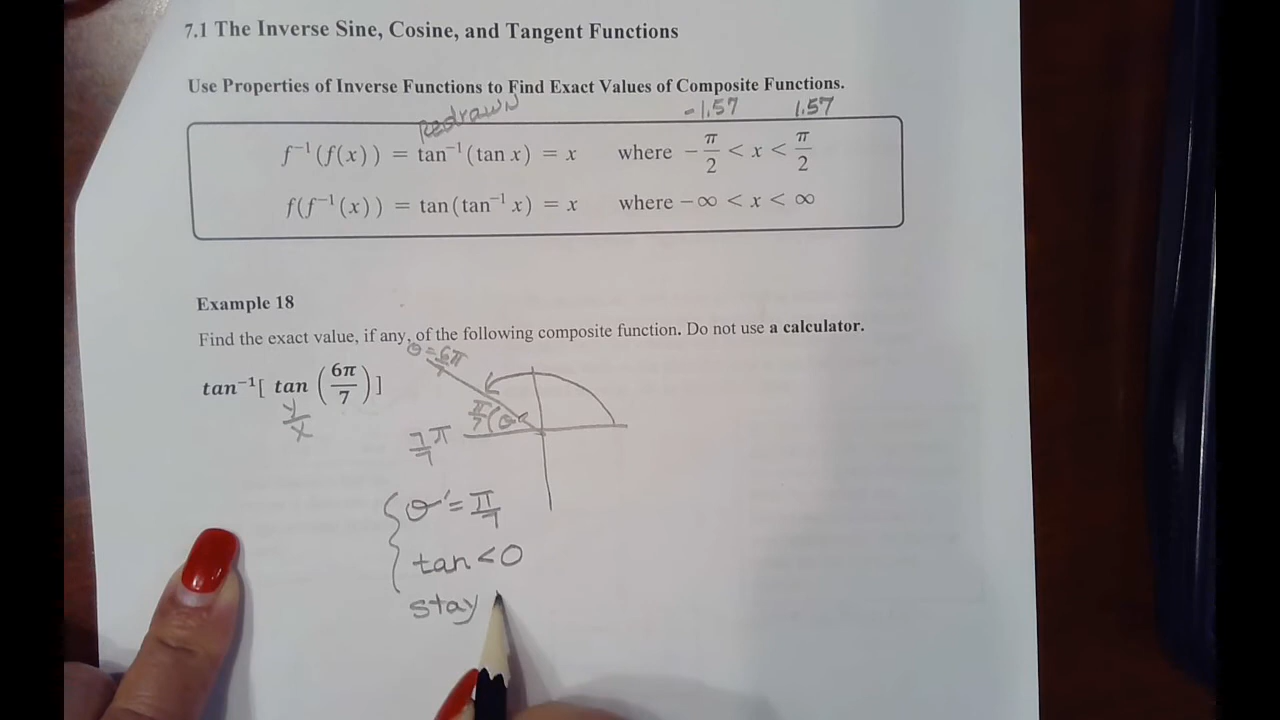 7.1 The Inverse Sine, Cosine, and Tangent Functions
Use Properties of Inverse Functions to Find Exact Values of Composite Functions.
Redrawn -1.57 1.57
f⁻¹(f(x)) = tan⁻¹(tan x) = x where -π/2 < x < π/2
f(f⁻¹(x)) = tan(tan⁻¹ x) = x where -∞ < x < ∞
Example 18
Find the exact value, if any, of the following composite function. Do not use a calculator.
θ = 6π/7
tan⁻¹[ tan (6π/7) ]
y/x
π/7
7/7 π
θ' = π/7
tan < 0
stay